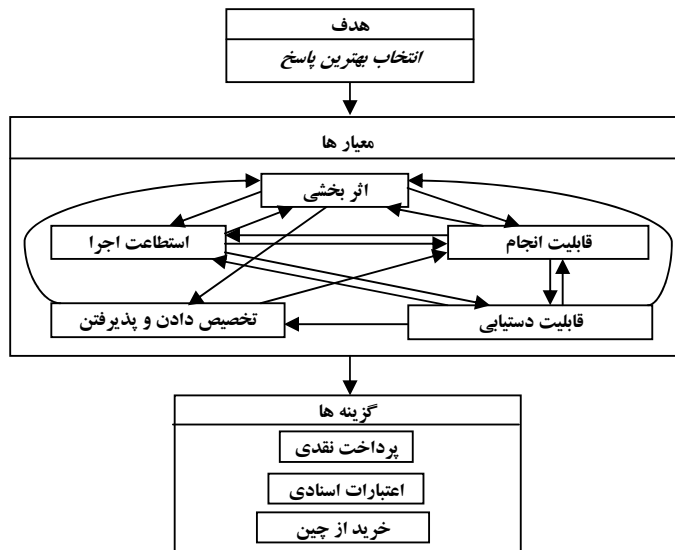 هدف
انتخاب بهترین پاسخ
معیار ها
اثر بخشی
قابلیت انجام
استطاعت اجرا
قابلیت دستیابی
تخصیص دادن و پذیرفتن
گزینه ها
پرداخت نقدی
اعتبارات اسنادی
خرید از چین